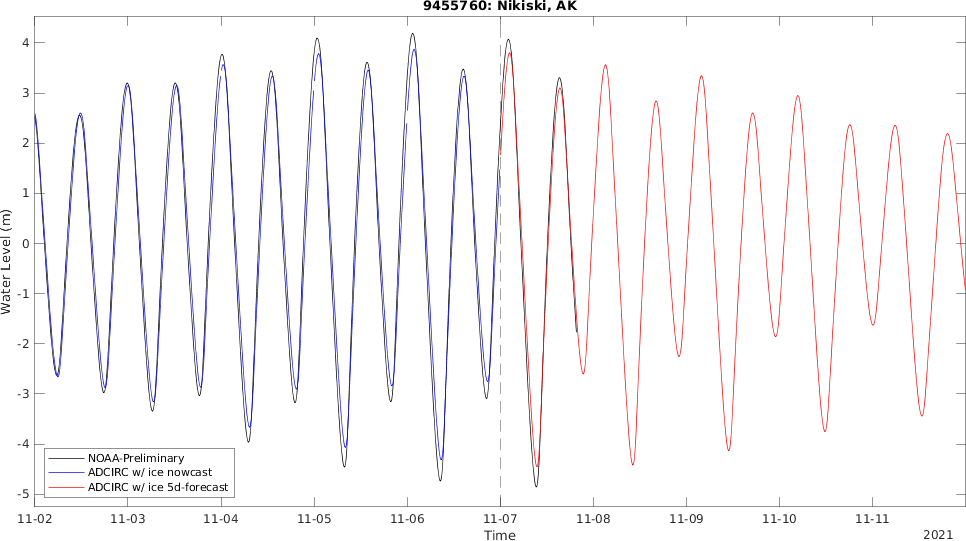 9455760: Nikiski, AK
Water Level (m)
4
3
2
1
0
-1
-2
-3
-4
-5
NOAA-Preliminary
ADCIRC w/ ice nowcast
ADCIRC w/ ice 5d-forecast
11-02 11-03 11-04 11-05 11-06 11-07 11-08 11-09 11-10 11-11
Time
2021